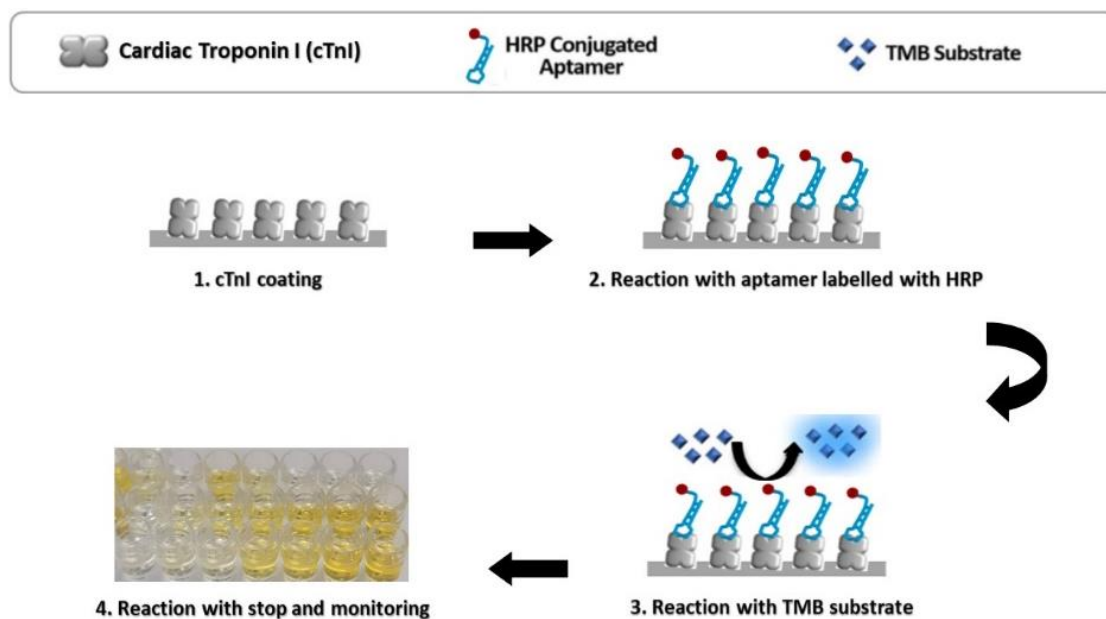 Cardiac Troponin I (cTnI)
HRP Conjugated
Aptamer
TMB Substrate
1. cTnI coating
2. Reaction with aptamer labelled with HRP
4. Reaction with stop and monitoring
3. Reaction with TMB substrate